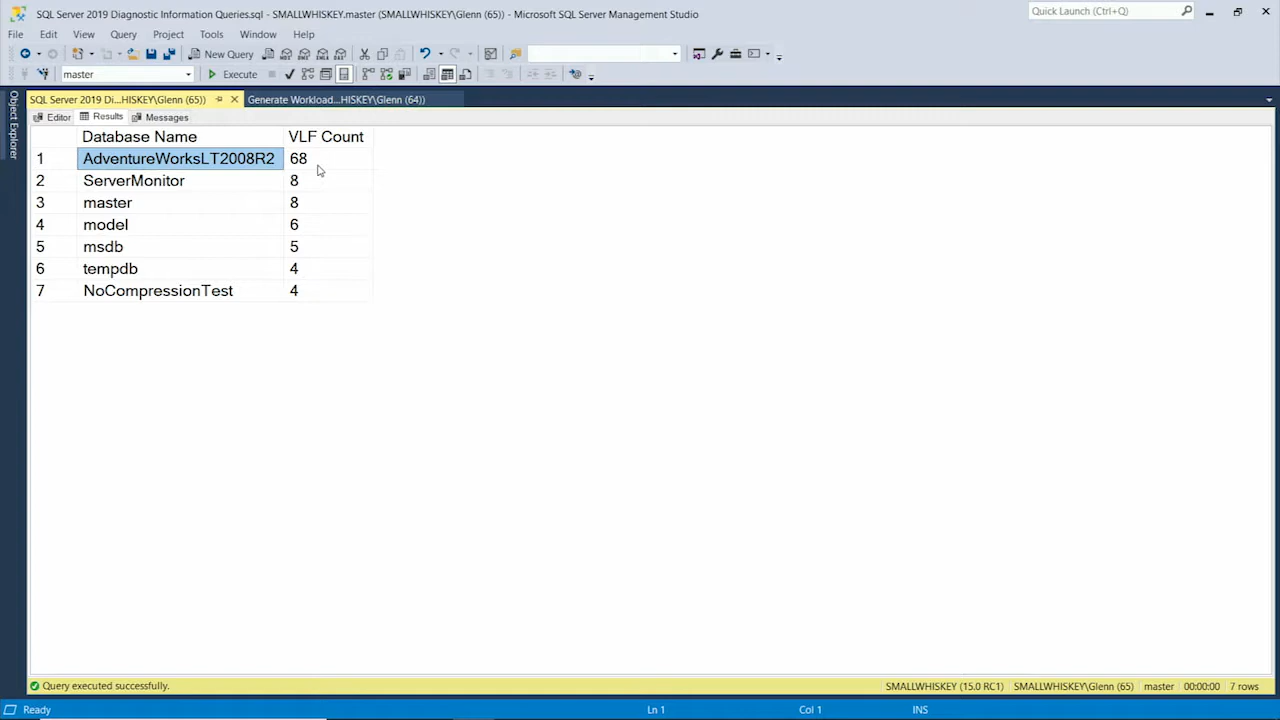 SQL Server 2019 Diagnostic Information Queries.sql - SMALLWHISKEY.master (SMALLWHISKEY\Glenn (65)) - Microsoft SQL Server Management Studio
Quick Launch (Ctrl+Q)
File Edit View Query Project Tools Window Help
New Query
master Execute
SQL Server 2019 Di...HISKEY\Glenn (65)) Generate Workload...HISKEY\Glenn (64))
Object Explorer
Editor Results Messages
Database Name VLF Count
1 AdventureWorksLT2008R2 68
2 ServerMonitor 8
3 master 8
4 model 6
5 msdb 5
6 tempdb 4
7 NoCompressionTest 4
Query executed successfully. SMALLWHISKEY (15.0 RC1) SMALLWHISKEY\Glenn (65) master 00:00:00 7 rows
Ready Ln 1 Col 1 INS